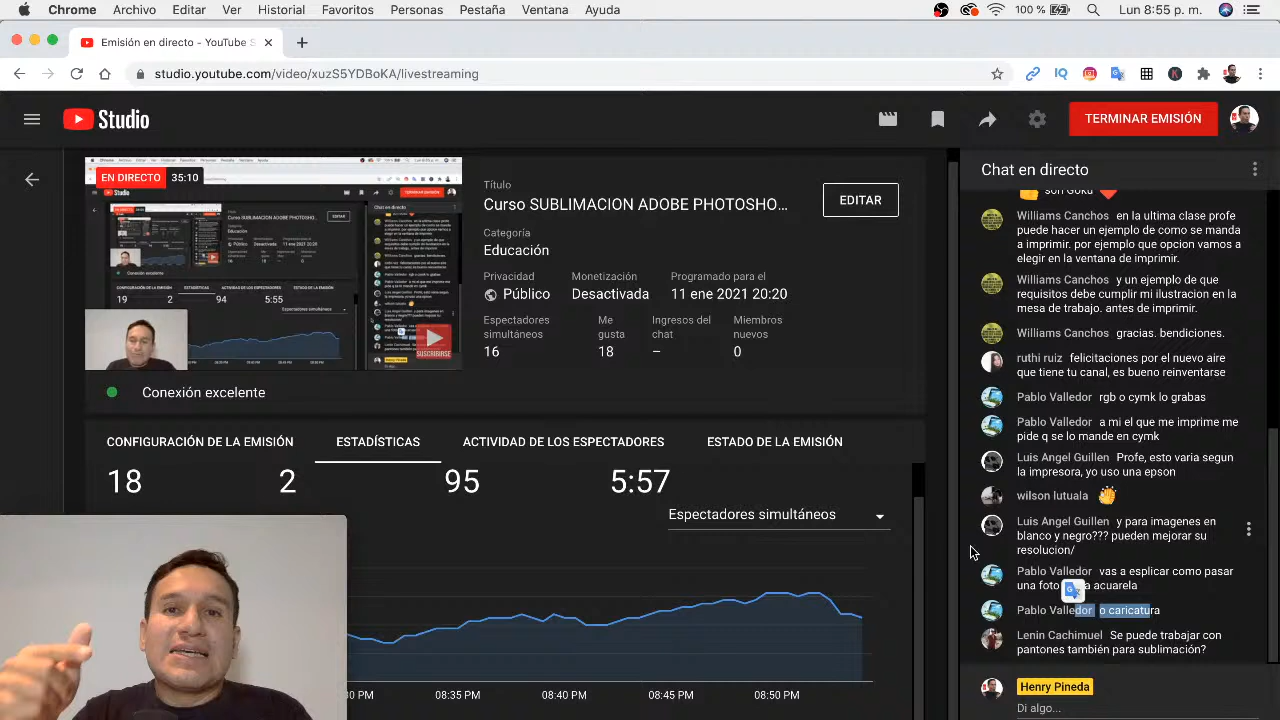 Chrome Archivo Editar Ver Historial Favoritos Personas Pestaña Ventana Ayuda 100 % Lun 8:55 p. m.
Emisión en directo - YouTube S
studio.youtube.com/video/xuzS5YDBoKA/livestreaming
Studio
TERMINAR EMISIÓN
EN DIRECTO 35:10
Título
Curso SUBLIMACION ADOBE PHOTOSHO...
EDITAR
Categoría
Educación
Privacidad Monetización Programado para el
Público Desactivada 11 ene 2021 20:20
Espectadores simultáneos Me gusta Ingresos del chat Miembros nuevos
16 18 – 0
Conexión excelente
CONFIGURACIÓN DE LA EMISIÓN ESTADÍSTICAS ACTIVIDAD DE LOS ESPECTADORES ESTADO DE LA EMISIÓN
18 2 95 5:57
Espectadores simultáneos
08:35 PM 08:40 PM 08:45 PM 08:50 PM
Chat en directo
son Goku
puede hacer un ejemplo de como se manda
a imprimir. por ejemplo que opcion vamos a
elegir en la ventana de imprimir.
Williams Candños y un ejemplo de que
requisitos debe cumplir mi ilustracion en la
mesa de trabajo. antes de imprimir
Williams Candños gracias. bendiciones.
ruthi ruiz felicitaciones por el nuevo aire
que tiene tu canal, es bueno reinventarse
Pablo Valledor rgb o cymk lo grabas
Pablo Valledor a mi el que me imprime me
pide q se lo mande en cymk
Luis Angel Guillen Profe, esto varia segun
la impresora, yo uso una epson
wilson lutuala
Luis Angel Guillen y para imagenes en
blanco y negro??? pueden mejorar su
resolucion/
Pablo Valledor vas a esplicar como pasar
una foto a acuarela
Pablo Valledor o caricatura
Lenin Cachindo Se puede trabajar con
pantones también para sublimación?
Henry Pineda
Di algo...